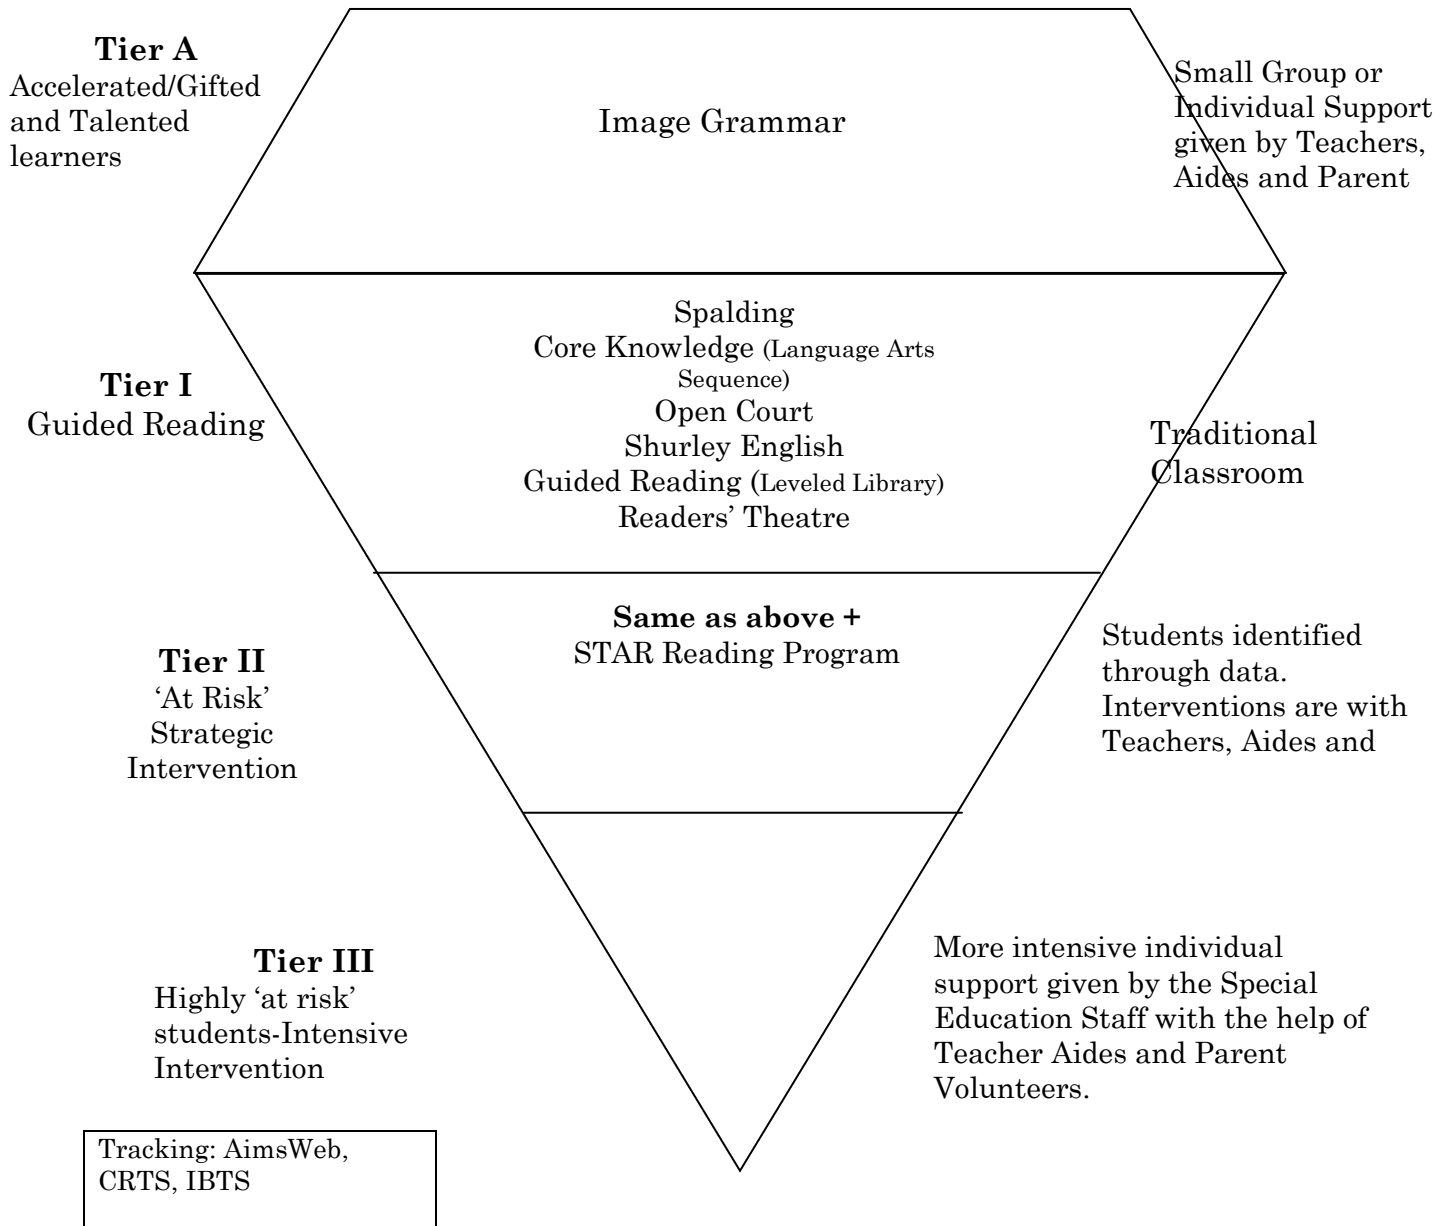 Tier A
Accelerated/Gifted
and Talented
learners
Image Grammar
Small Group or
Individual Support
given by Teachers,
Aides and Parent
Tier I
Guided Reading
Spalding
Core Knowledge (Language Arts
Sequence)
Open Court
Shurley English
Guided Reading (Leveled Library)
Readers’ Theatre
Traditional
Classroom
Tier II
‘At Risk’
Strategic
Intervention
Same as above +
STAR Reading Program
Students identified
through data.
Interventions are with
Teachers, Aides and
Tier III
Highly ‘at risk’
students-Intensive
Intervention
More intensive individual
support given by the Special
Education Staff with the help of
Teacher Aides and Parent
Volunteers.
Tracking: AimsWeb,
CRTS, IBTS